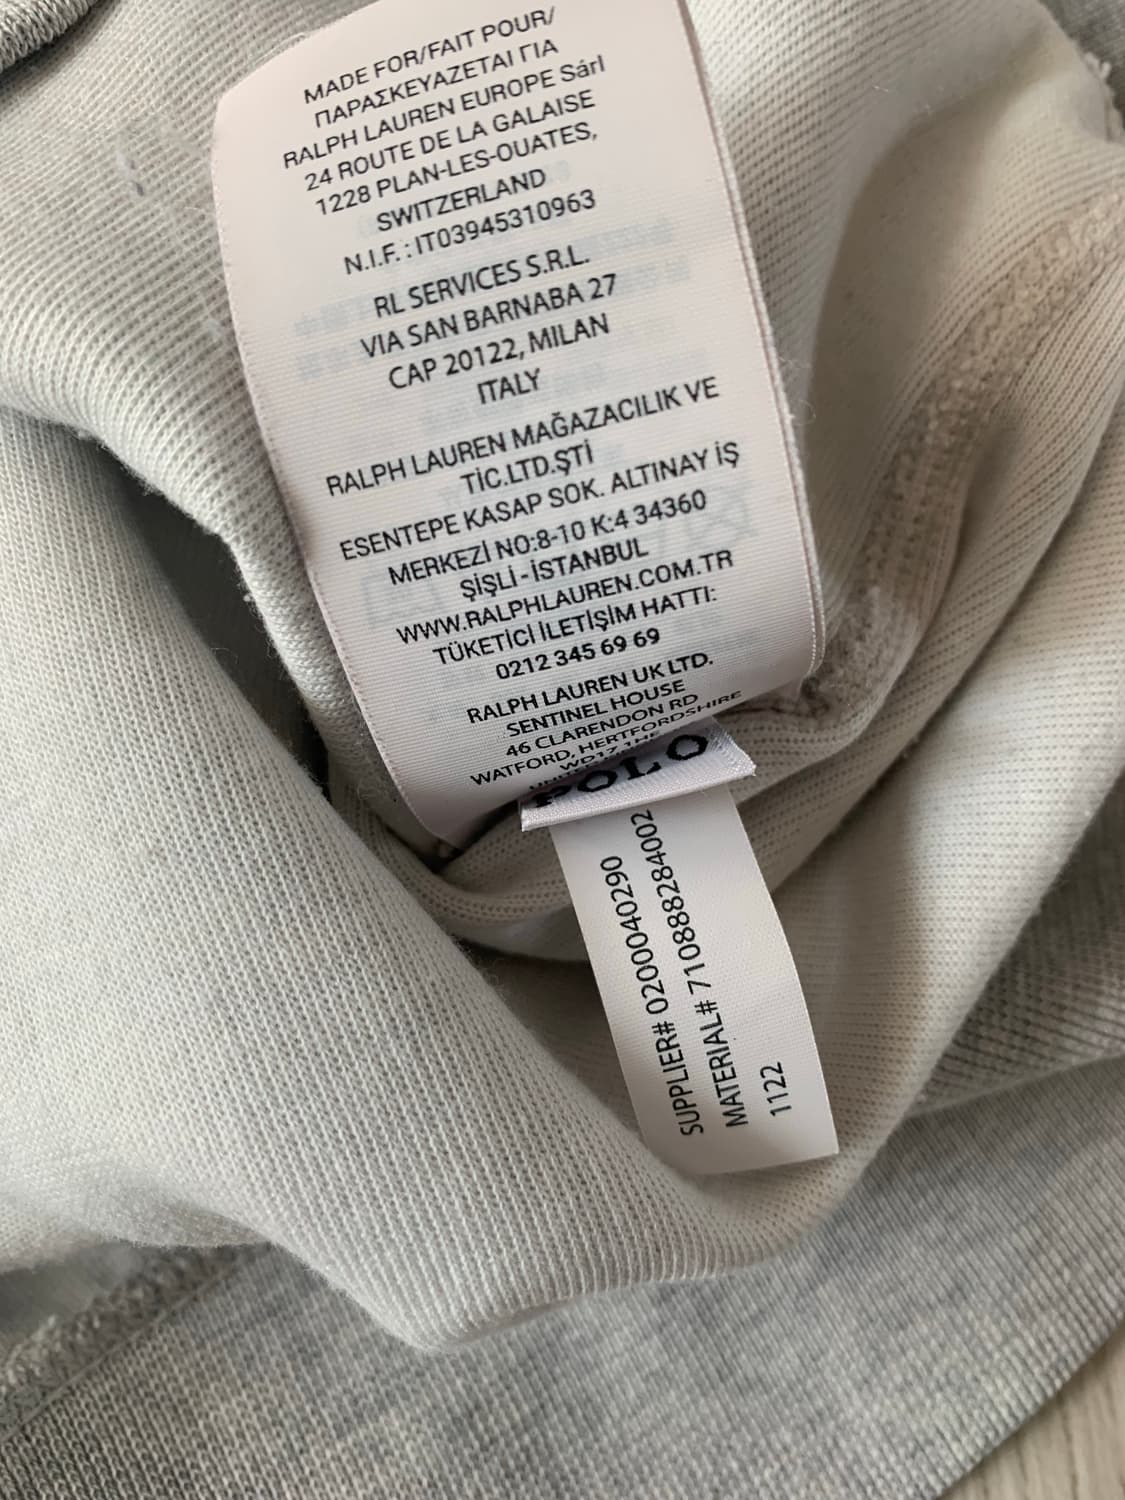 MADE FOR/FAIT POUR/
ΠΑΡΑΣΚΕΥΑΖΕΤΑΙ ΓΙΑ
RALPH LAUREN EUROPE Sárl
24 ROUTE DE LA GALAISE
1228 PLAN-LES-OUATES,
SWITZERLAND
N.I.F. : IT03945310963
RL SERVICES S.R.L.
VIA SAN BARNABA 27
CAP 20122, MILAN
ITALY
RALPH LAUREN MAĞAZACILIK VE
TİC.LTD.ŞTİ
ESENTEPE KASAP SOK. ALTINAY İŞ
MERKEZİ NO:8-10 K:4 34360
ŞİŞLİ - İSTANBUL
WWW.RALPHLAUREN.COM.TR
TÜKETİCİ İLETİŞİM HATTI:
0212 345 69 69
RALPH LAUREN UK LTD.
SENTINEL HOUSE
46 CLARENDON RD
WATFORD, HERTFORDSHIRE
WD17 1HE
POLO
SUPPLIER# 0200040290
MATERIAL# 710888284002
1122